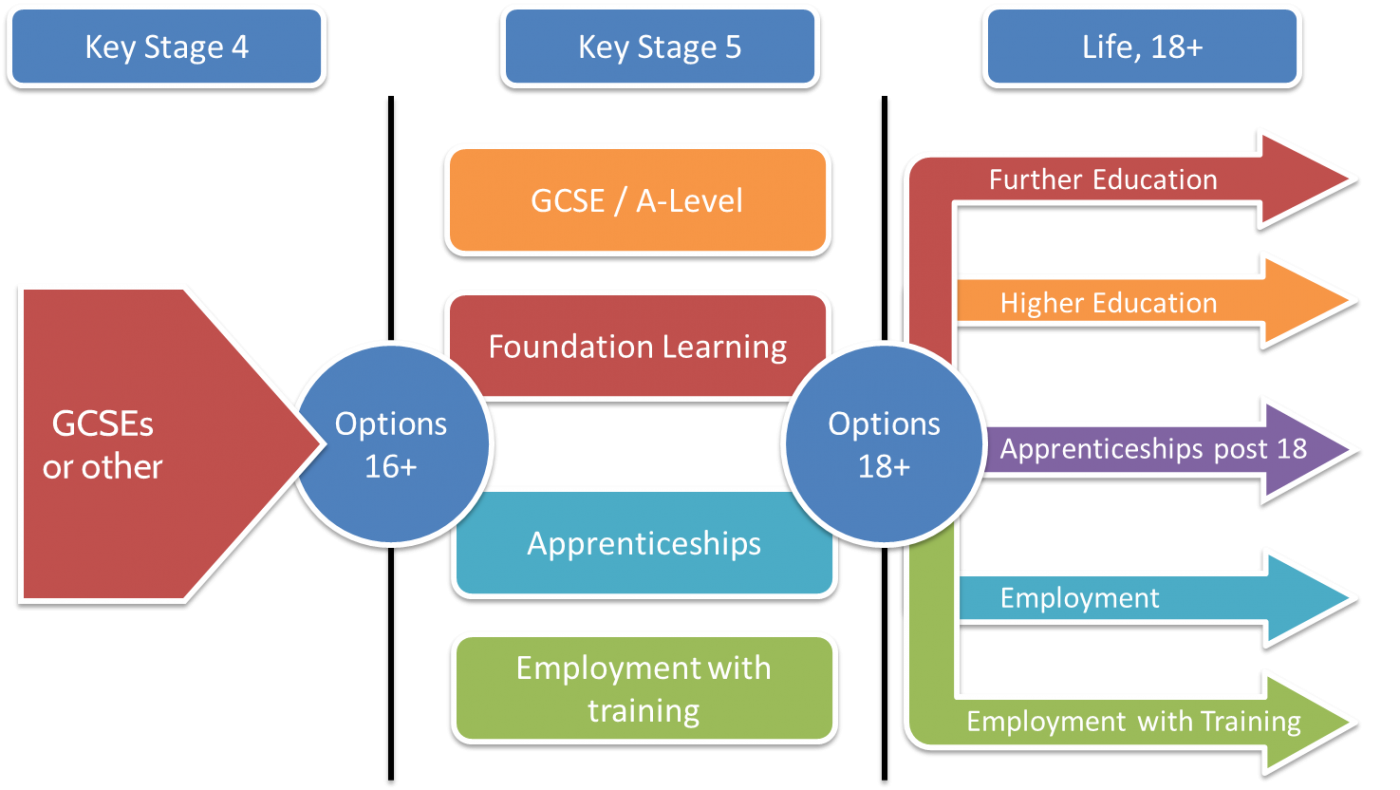 Key Stage 4
Key Stage 5
Life, 18+
GCSEs
or other
Options
16+
GCSE / A-Level
Foundation Learning
Apprenticeships
Employment with
training
Options
18+
Further Education
Higher Education
Apprenticeships post 18
Employment
Employment with Training